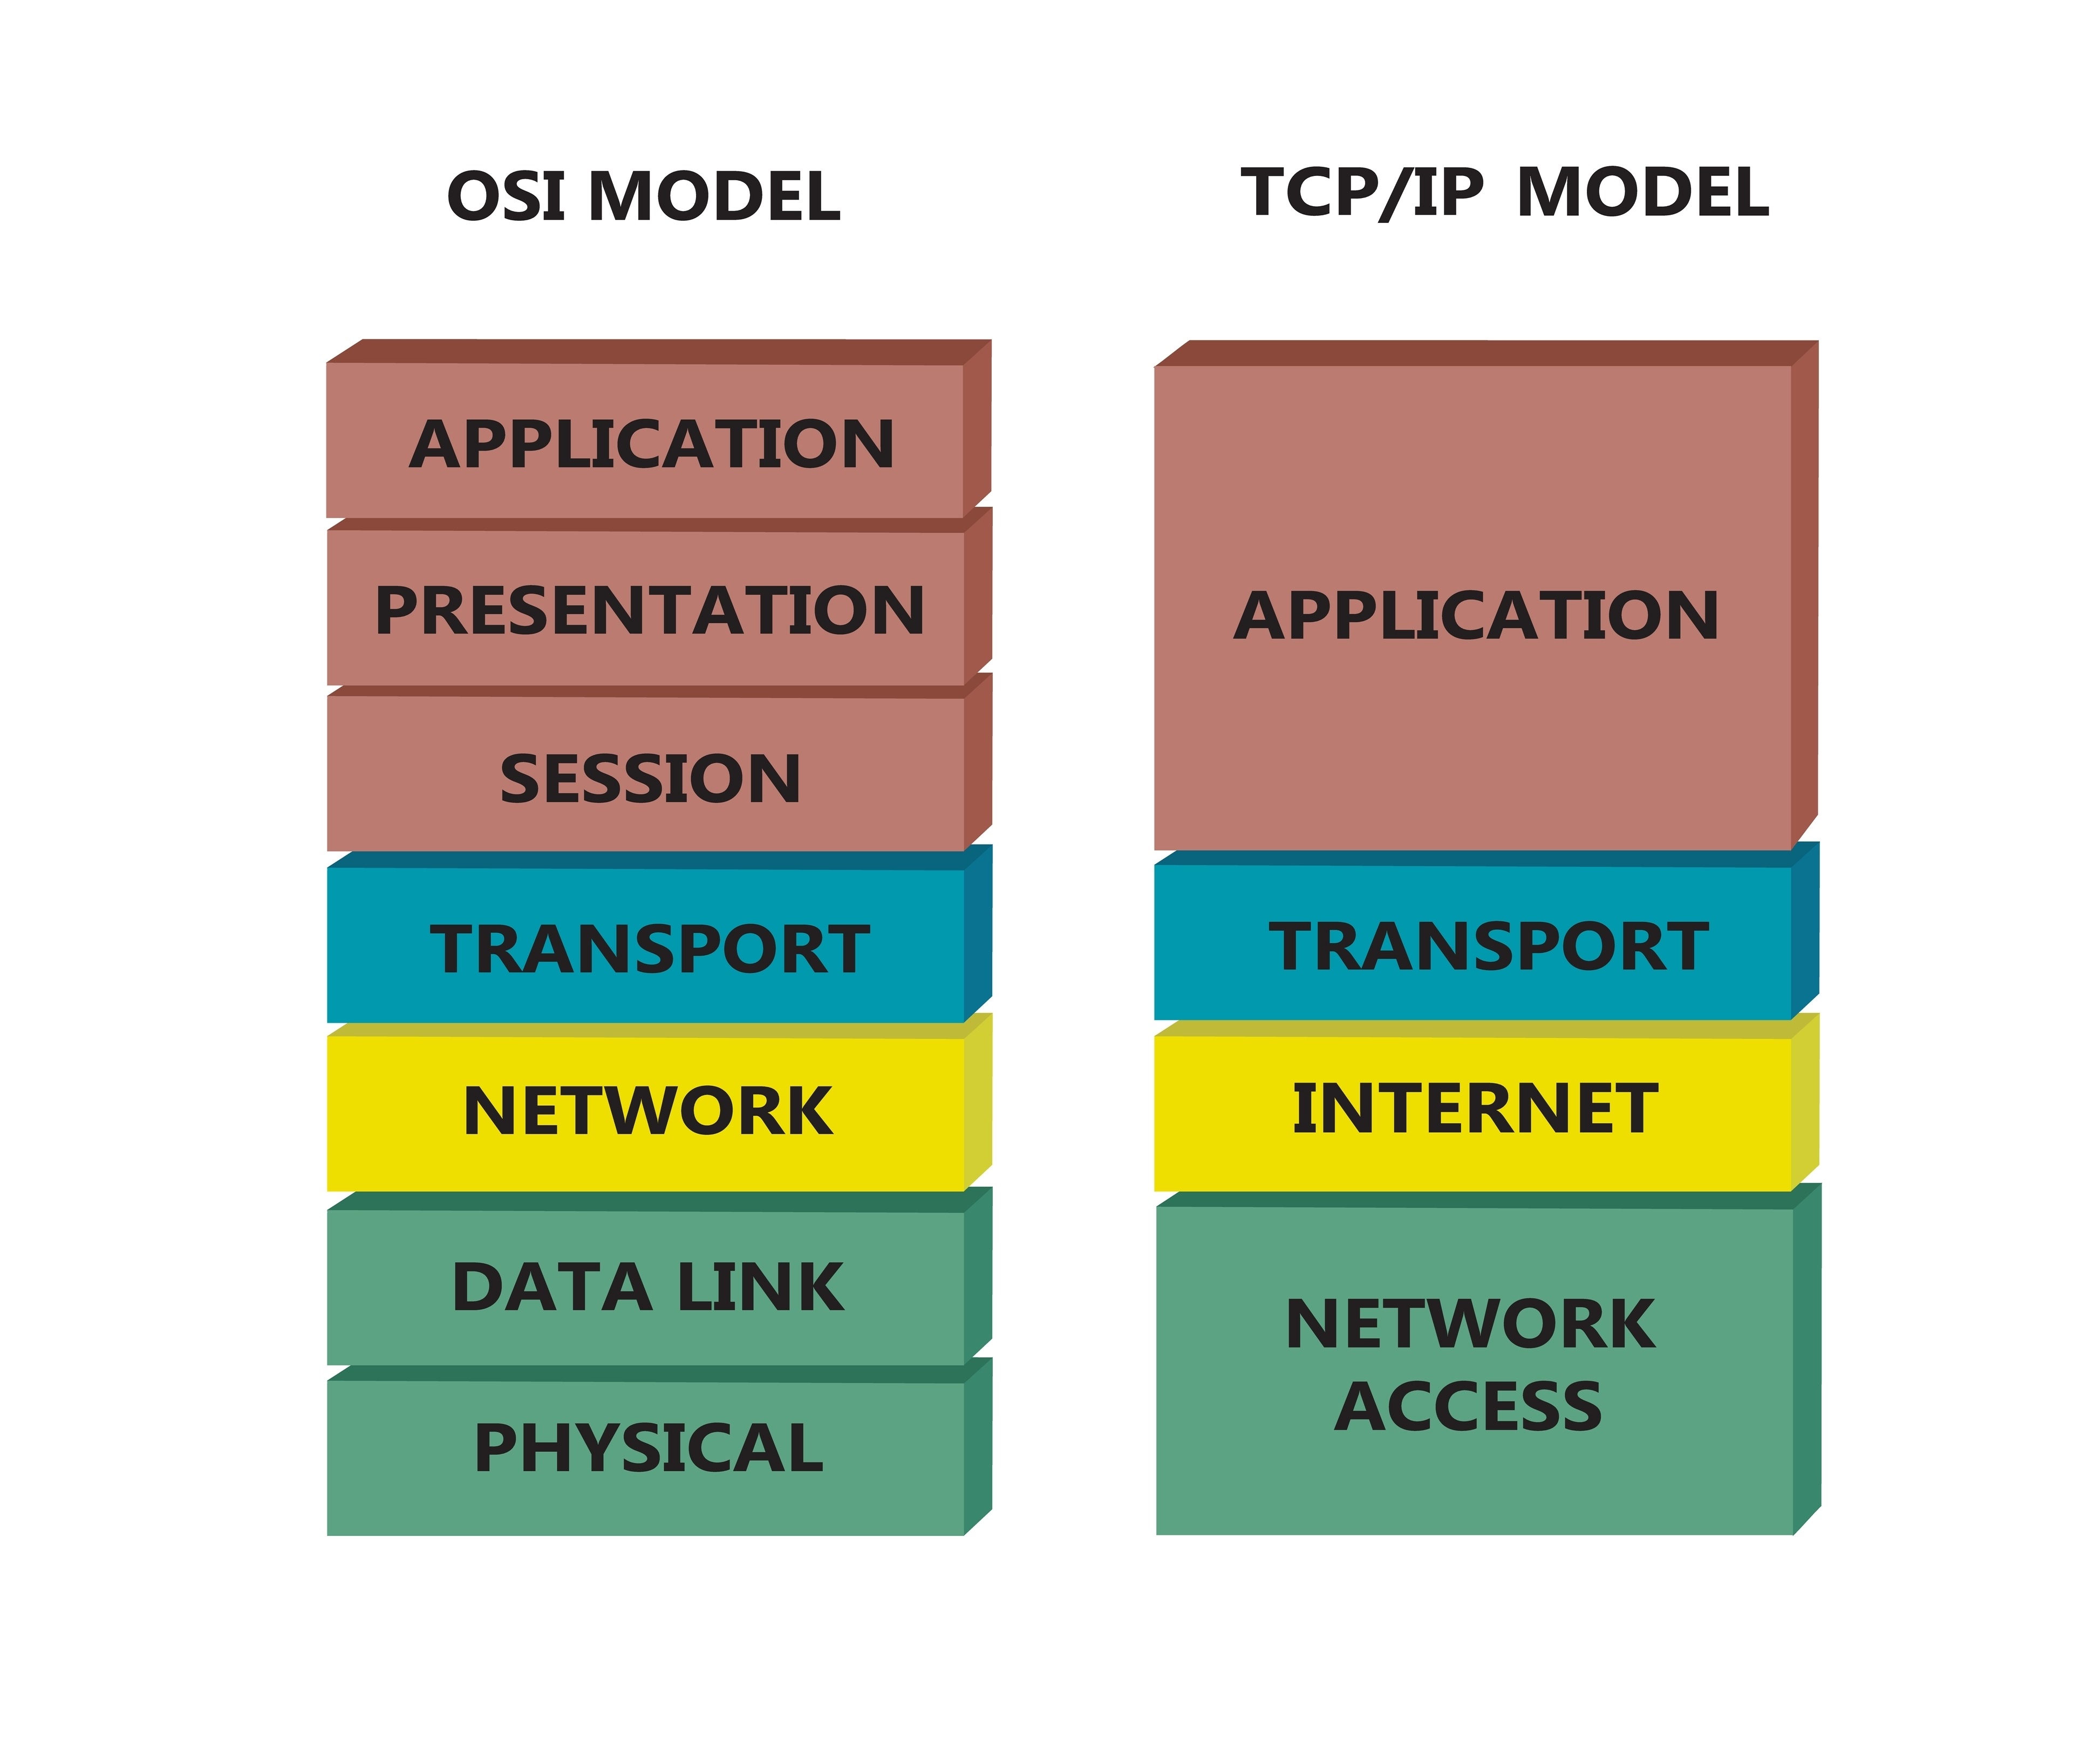 OSI MODEL
APPLICATION
PRESENTATION
SESSION
TRANSPORT
NETWORK
DATA LINK
PHYSICAL
TCP/IP MODEL
APPLICATION
TRANSPORT
INTERNET
NETWORK
ACCESS